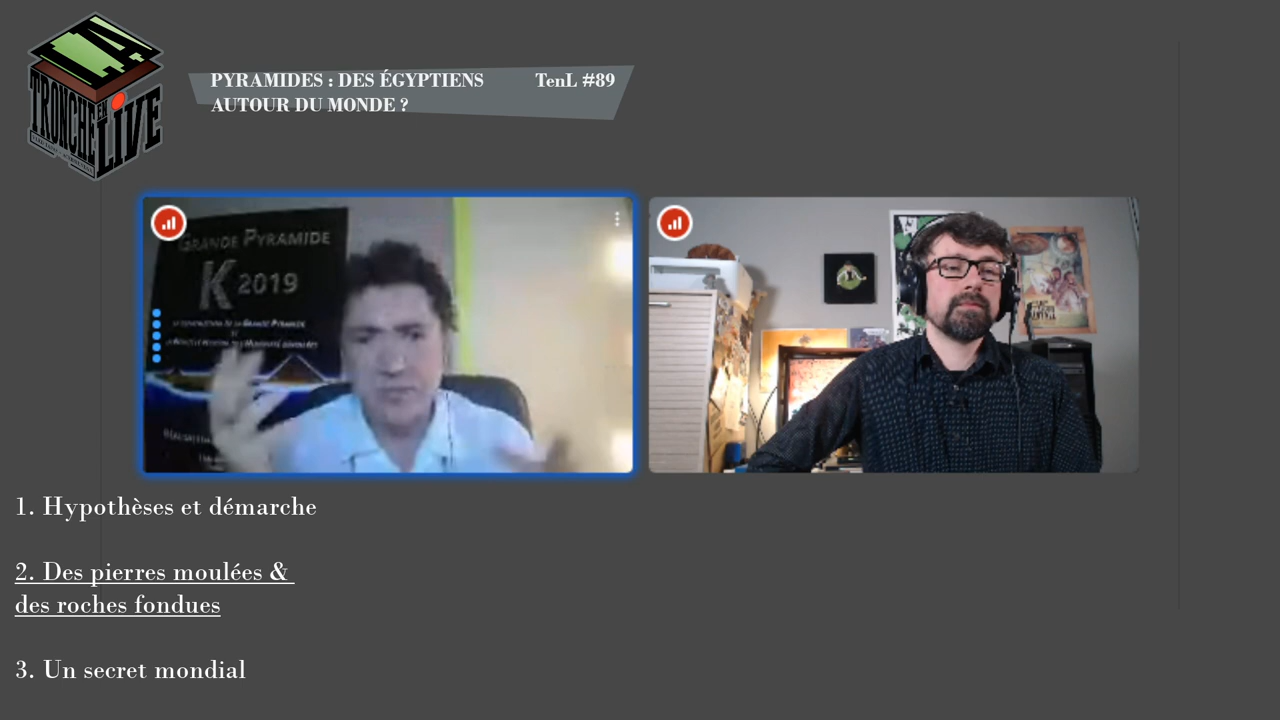 TRONCHE
EN
LIVE
PYRAMIDES : DES ÉGYPTIENS TenL #89
AUTOUR DU MONDE ?
GRANDE PYRAMIDE
K 2019
1. Hypothèses et démarche
2. Des pierres moulées &
des roches fondues
3. Un secret mondial